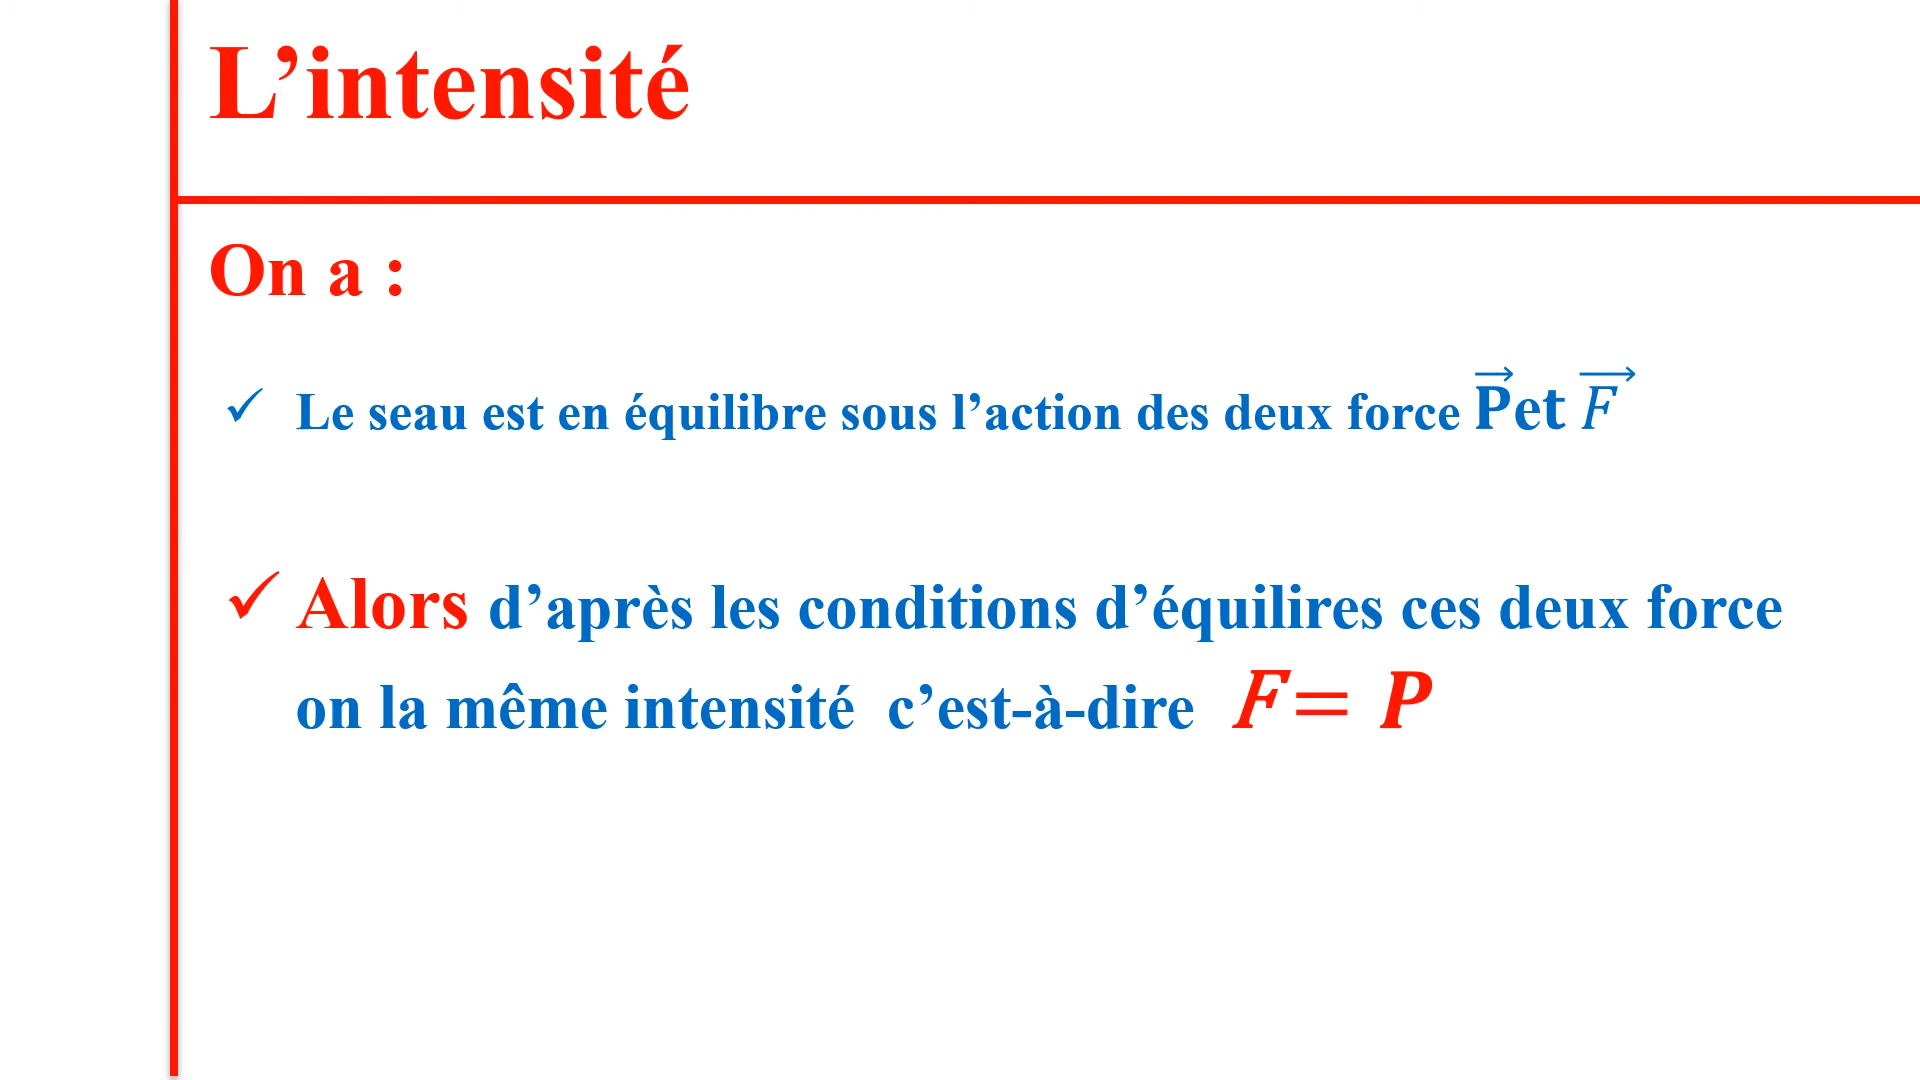 L’intensité
On a :
✓ Le seau est en équilibre sous l’action des deux force P⃗et F⃗
✓ Alors d’après les conditions d’équilires ces deux force
on la même intensité c’est-à-dire F= P